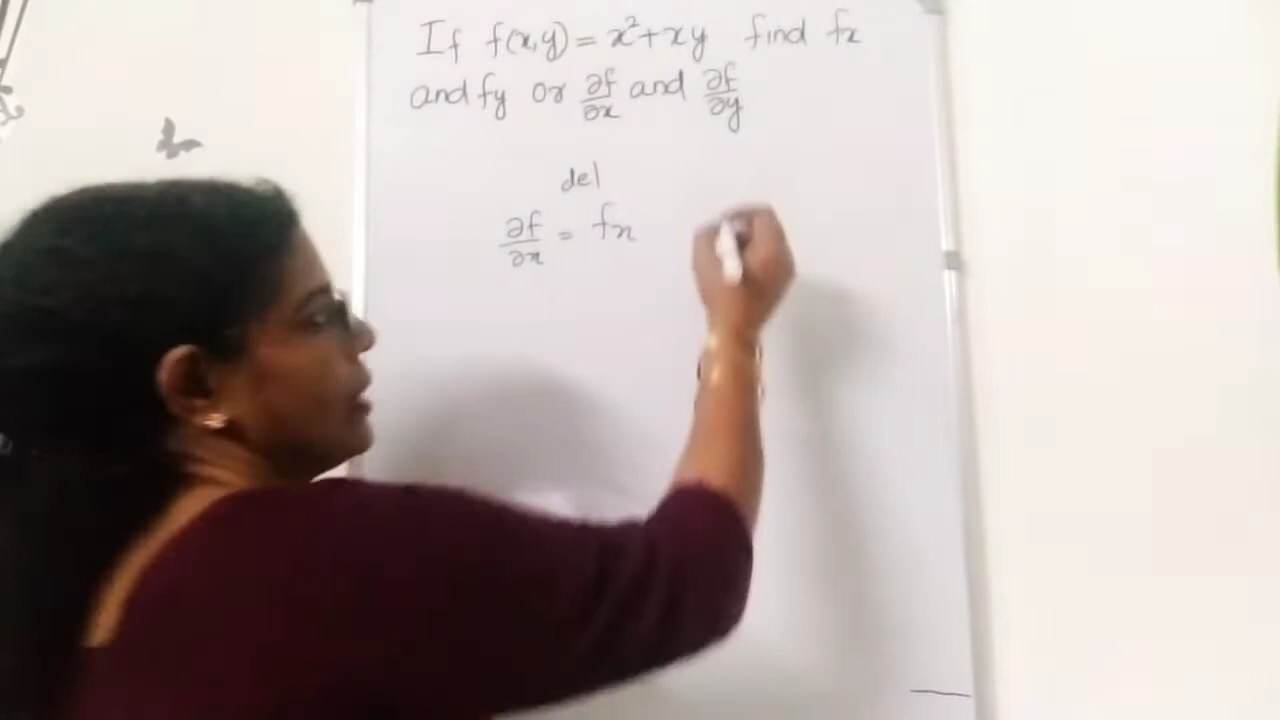 If f(x,y) = x²+xy find fx
and fy or ∂f/∂x and ∂f/∂y
del
∂f/∂x = fx